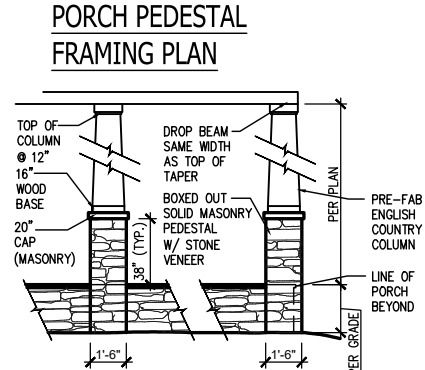 PORCH PEDESTAL
FRAMING PLAN
TOP OF
COLUMN
@ 12"
16"
WOOD
BASE
20"
CAP
(MASONRY)
DROP BEAM
SAME WIDTH
AS TOP OF
TAPER
BOXED OUT
SOLID MASONRY
PEDESTAL
W/ STONE
VENEER
38" (TYP.)
PER PLAN
PRE-FAB
ENGLISH
COUNTRY
COLUMN
LINE OF
PORCH
BEYOND
PER GRADE
1'-6"
1'-6"